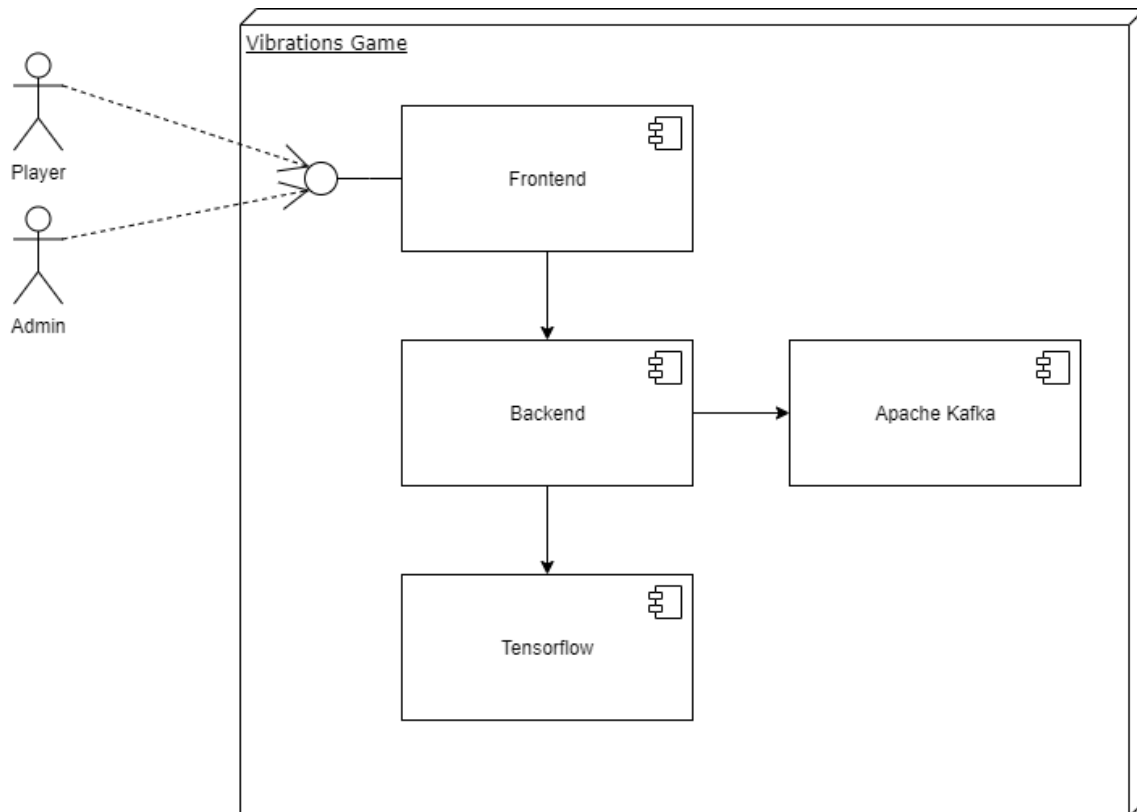 Vibrations Game
Player
Frontend
Admin
Backend
Apache Kafka
Tensorflow